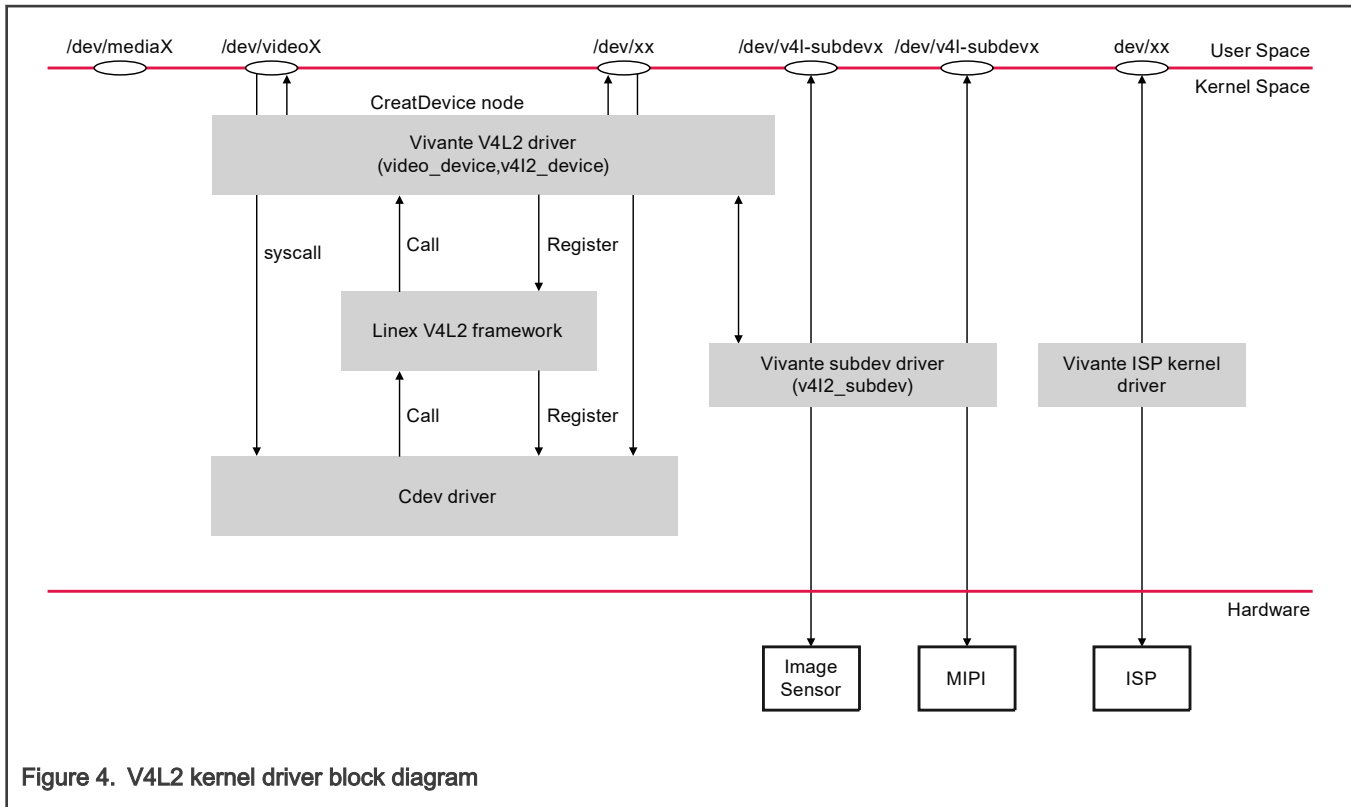 /dev/mediaX
/dev/videoX
/dev/xx
/dev/v4l-subdevx
/dev/v4l-subdevx
dev/xx
User Space
Kernel Space
CreatDevice node
Vivante V4L2 driver
(video_device,v4l2_device)
syscall
Call
Register
Linex V4L2 framework
Vivante subdev driver
(v4l2_subdev)
Vivante ISP kernel
driver
Call
Register
Cdev driver
Hardware
Image
Sensor
MIPI
ISP
Figure 4. V4L2 kernel driver block diagram